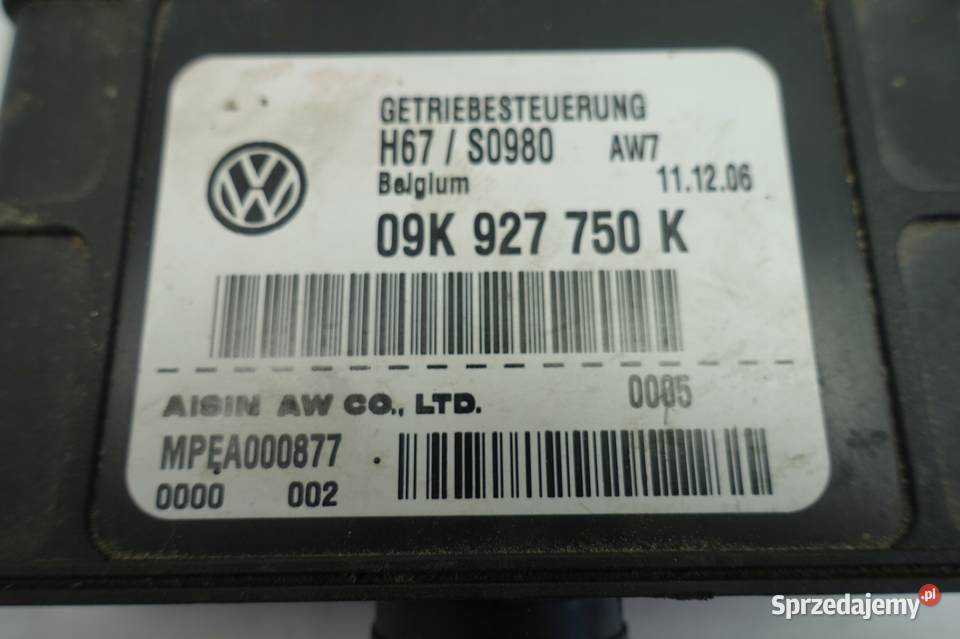 GETRIEBESTEUERUNG
H67 / S0980 AW7
Belgium 11.12.06
09K 927 750 K
AISIN AW CO., LTD. 0005
MPEA000877
0000 002
Sprzedajemy.pl